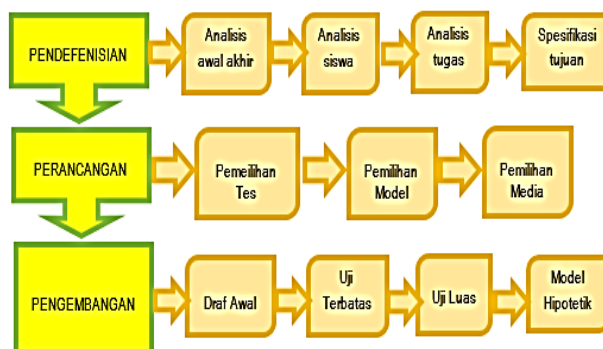 PENDEFENISIAN
Analisis
awal akhir
Analisis
siswa
Analisis
tugas
Spesifikasi
tujuan
PERANCANGAN
Pemeilihan
Tes
Pemilihan
Model
Pemilihan
Media
PENGEMBANGAN
Draf Awal
Uji
Terbatas
Uji Luas
Model
Hipotetik